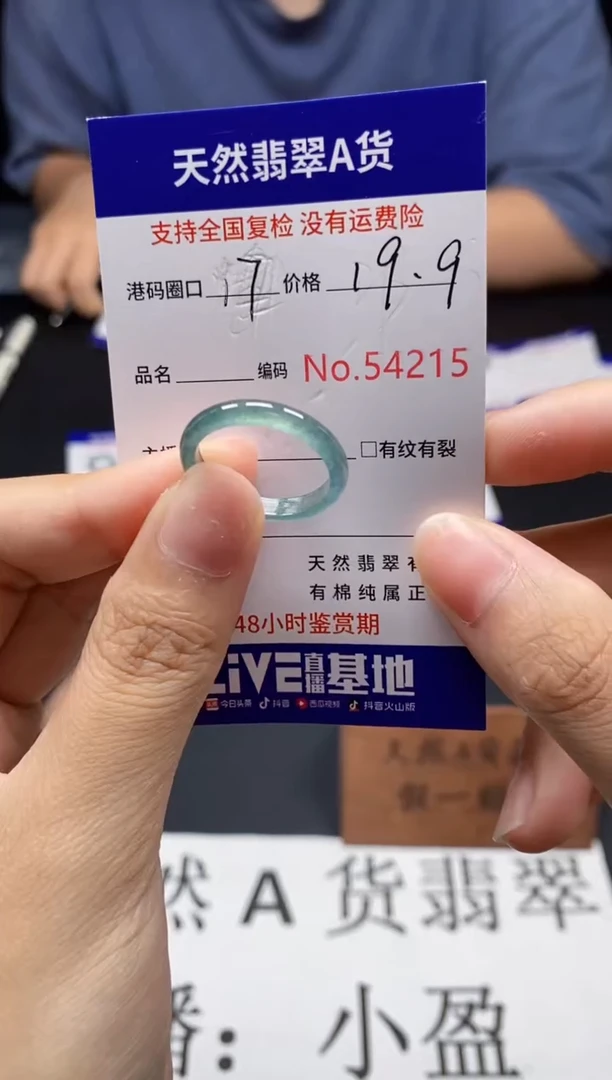 天然翡翠A货
支持全国复检 没有运费险
港码圈口 17 价格 19.9
品名 编码 No.54215
□有纹有裂
天然翡翠有
有棉纯属正
48小时鉴赏期
LIVE直播基地
今日头条 抖音 西瓜视频 抖音火山版
天然A货
假一
然A货翡翠
播：小盈